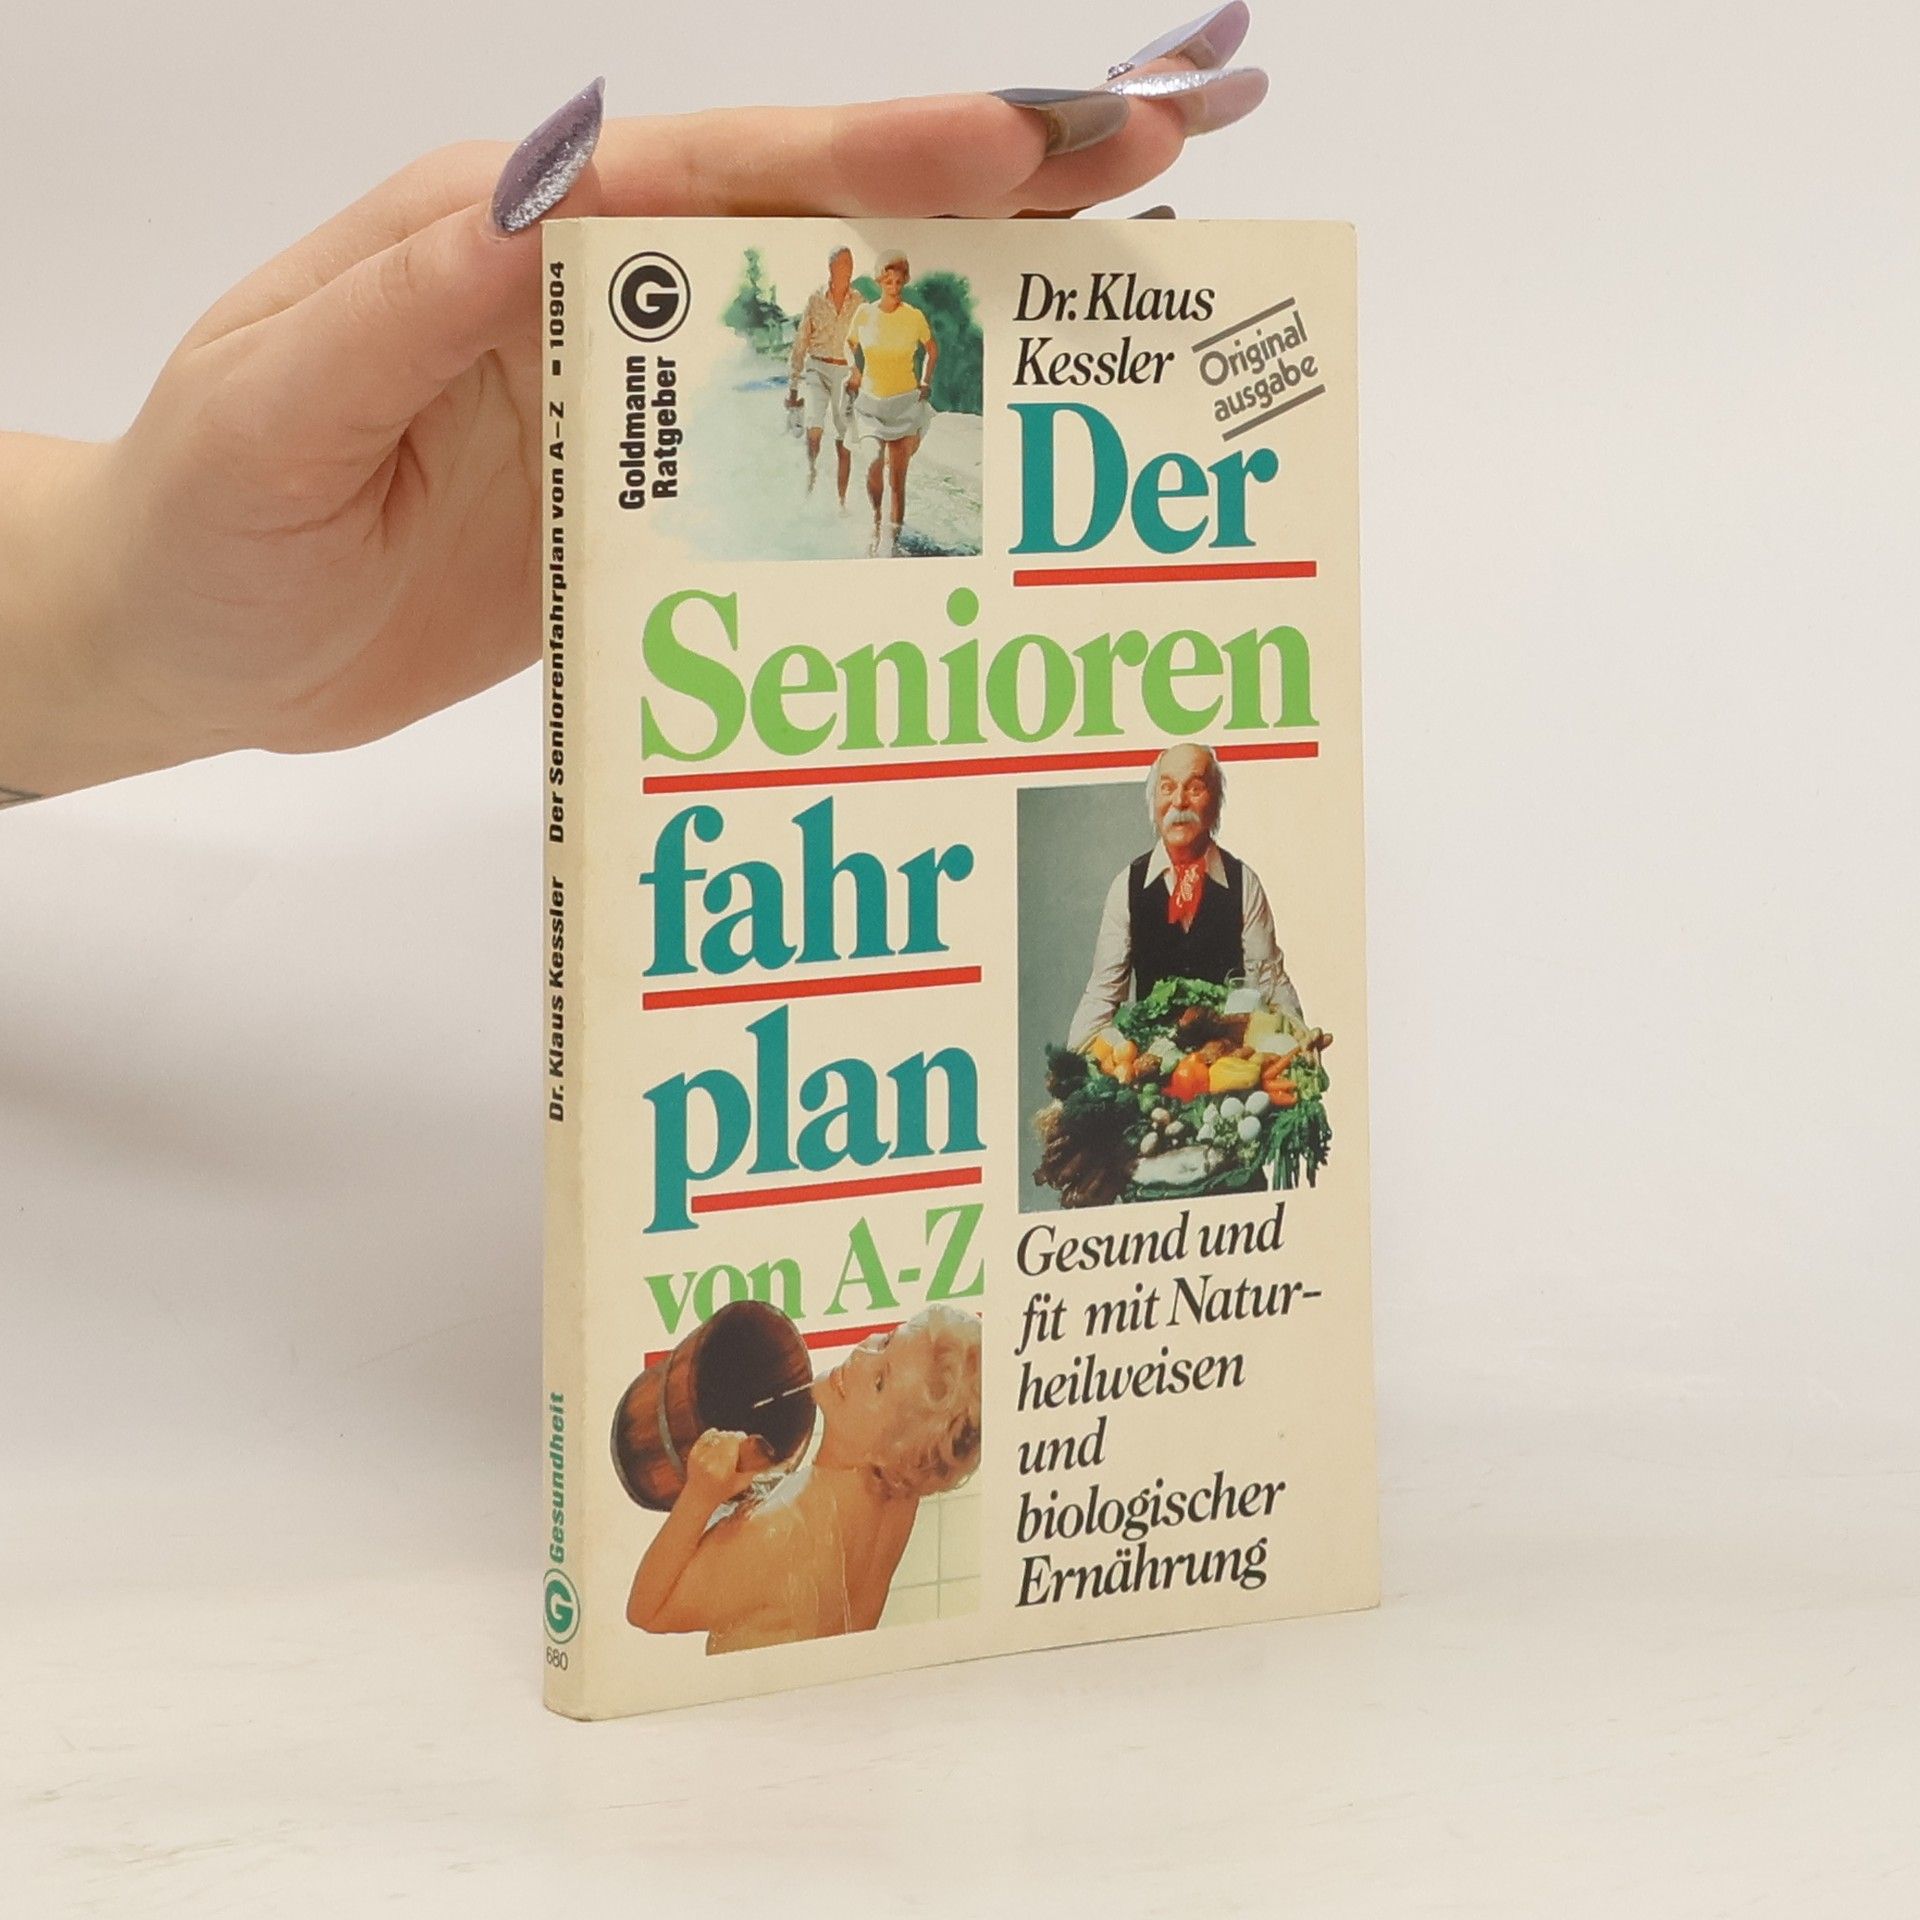 Dr. Klaus Kessler Der Seniorenfahrplan von A–Z ■ 10904
G Gesundheit
680
G
Goldmann
Ratgeber
Dr. Klaus
Kessler
Original
ausgabe
Der
Senioren
fahr
plan
von A-Z
Gesund und
fit mit Natur-
heilweisen
und
biologischer
Ernährung